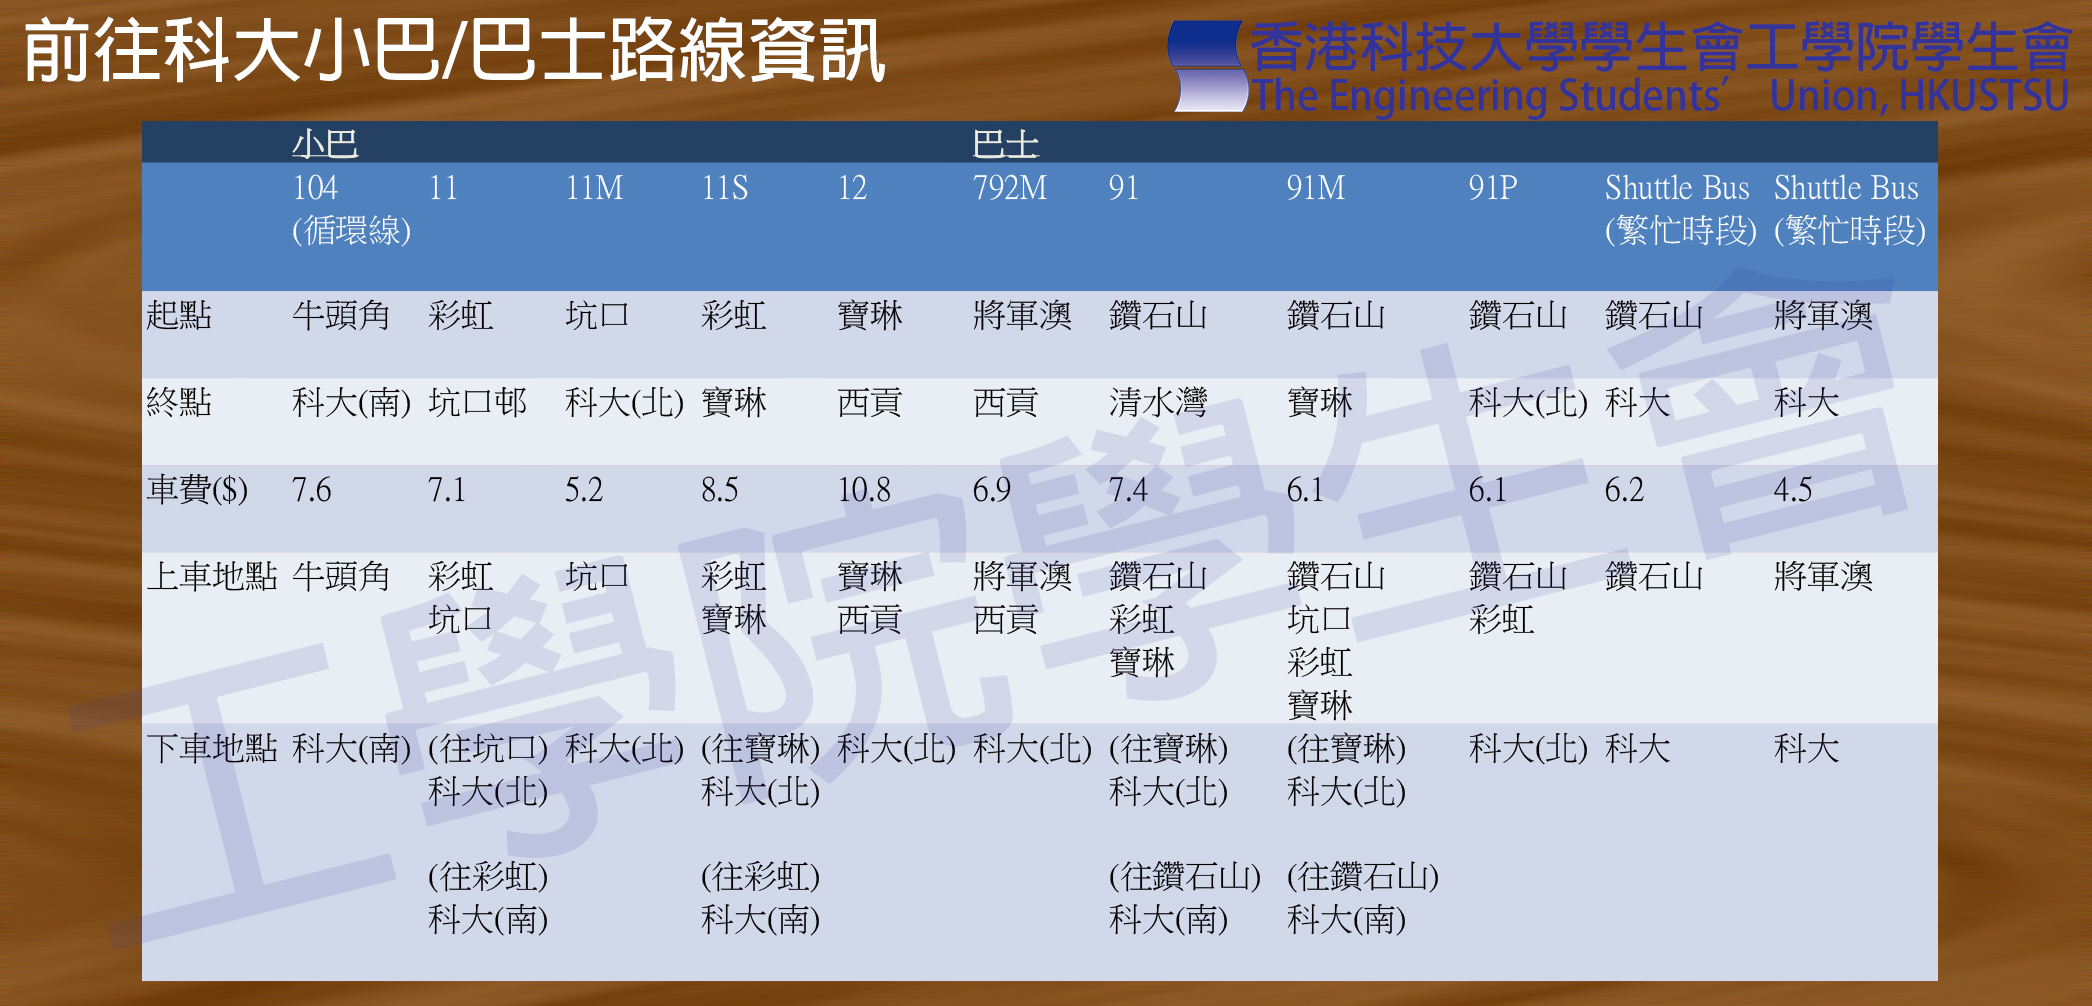 前往科大小巴/巴士路線資訊
香港科技大學學生會工學院學生會
The Engineering Students' Union, HKUSTSU
小巴 巴士
104 11 11M 11S 12 792M 91 91M 91P Shuttle Bus Shuttle Bus
(循環線) (繁忙時段) (繁忙時段)
起點 牛頭角 彩虹 坑口 彩虹 寶琳 將軍澳 鑽石山 鑽石山 鑽石山 鑽石山 將軍澳
終點 科大(南) 坑口邨 科大(北) 寶琳 西貢 西貢 清水灣 寶琳 科大(北) 科大 科大
車費($) 7.6 7.1 5.2 8.5 10.8 6.9 7.4 6.1 6.1 6.2 4.5
上車地點 牛頭角 彩虹 坑口 彩虹 寶琳 將軍澳 鑽石山 鑽石山 鑽石山 鑽石山 將軍澳
坑口 寶琳 西貢 西貢 彩虹 坑口 彩虹
寶琳 彩虹
寶琳
下車地點 科大(南) (往坑口) 科大(北) (往寶琳) 科大(北) 科大(北) (往寶琳) (往寶琳) 科大(北) 科大 科大
科大(北) 科大(北) 科大(北) 科大(北)
(往彩虹) (往彩虹) (往鑽石山) (往鑽石山)
科大(南) 科大(南) 科大(南) 科大(南)
工學院學生會